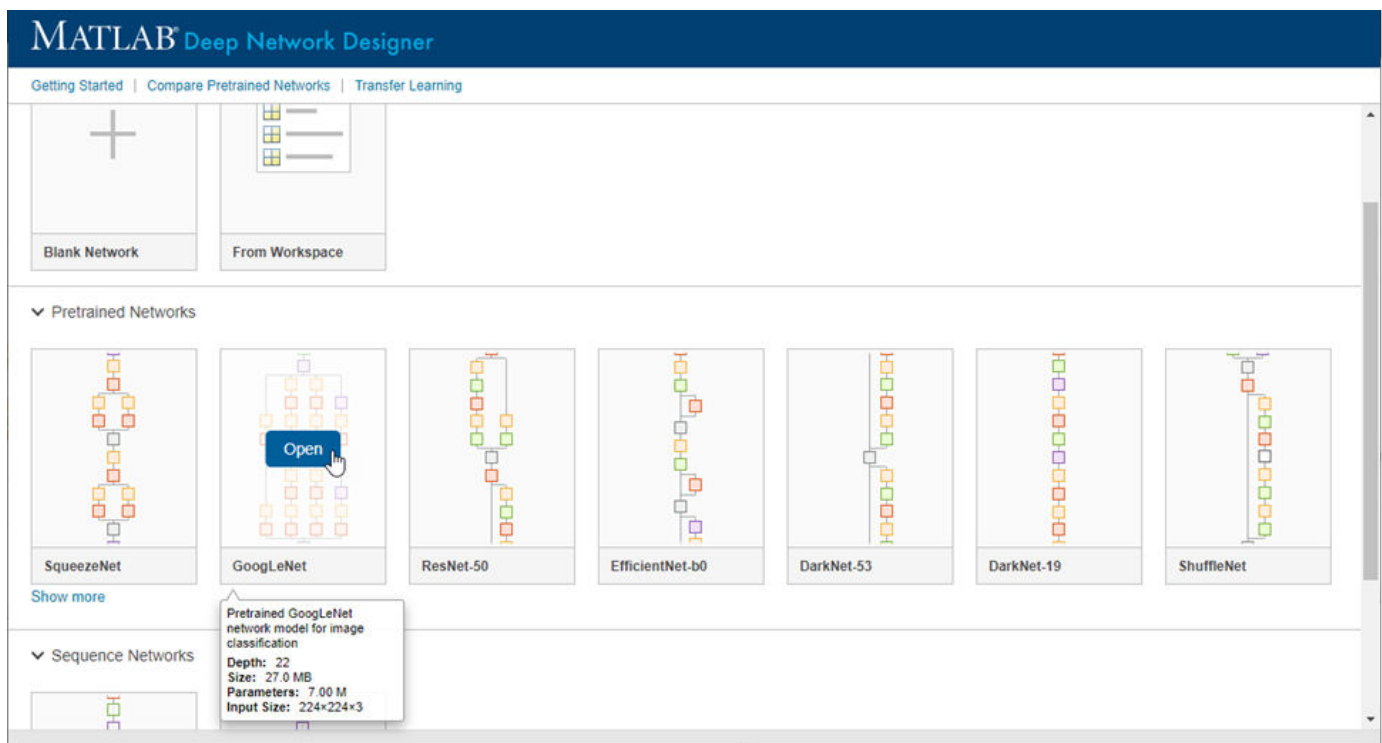 MATLAB® Deep Network Designer
Getting Started | Compare Pretrained Networks | Transfer Learning
Blank Network
From Workspace
Pretrained Networks
Open
SqueezeNet
GoogLeNet
ResNet-50
EfficientNet-b0
DarkNet-53
DarkNet-19
ShuffleNet
Show more
Pretrained GoogLeNet
network model for image
classification
Depth: 22
Size: 27.0 MB
Parameters: 7.00 M
Input Size: 224×224×3
Sequence Networks